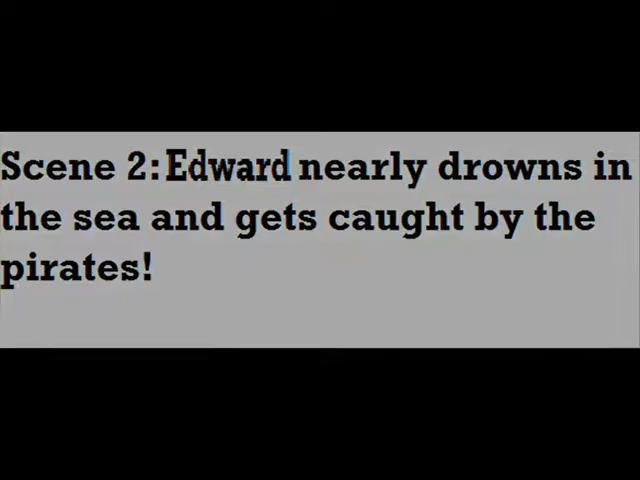 Scene 2: Edward nearly drowns in
the sea and gets caught by the
pirates!